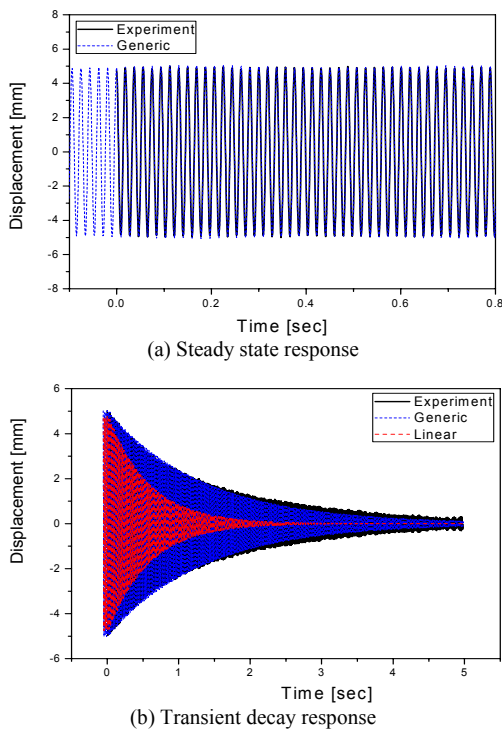 8
6
4
2
0
-2
-4
-6
-8
Displacement [mm]
Experiment
Generic
0.0 0.2 0.4 0.6 0.8
Time [sec]
(a) Steady state response
6
4
2
0
-2
-4
-6
Displacement [mm]
Experiment
Generic
Linear
0 1 2 3 4 5
Time [sec]
(b) Transient decay response